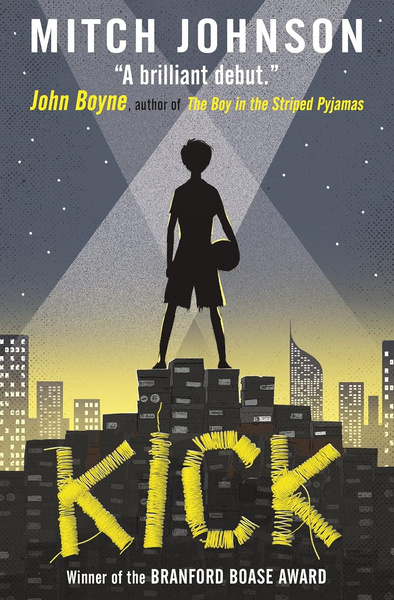 MITCH JOHNSON
“A brilliant debut.”
John Boyne, author of The Boy in the Striped Pyjamas
KICK
Winner of the BRANFORD BOASE AWARD